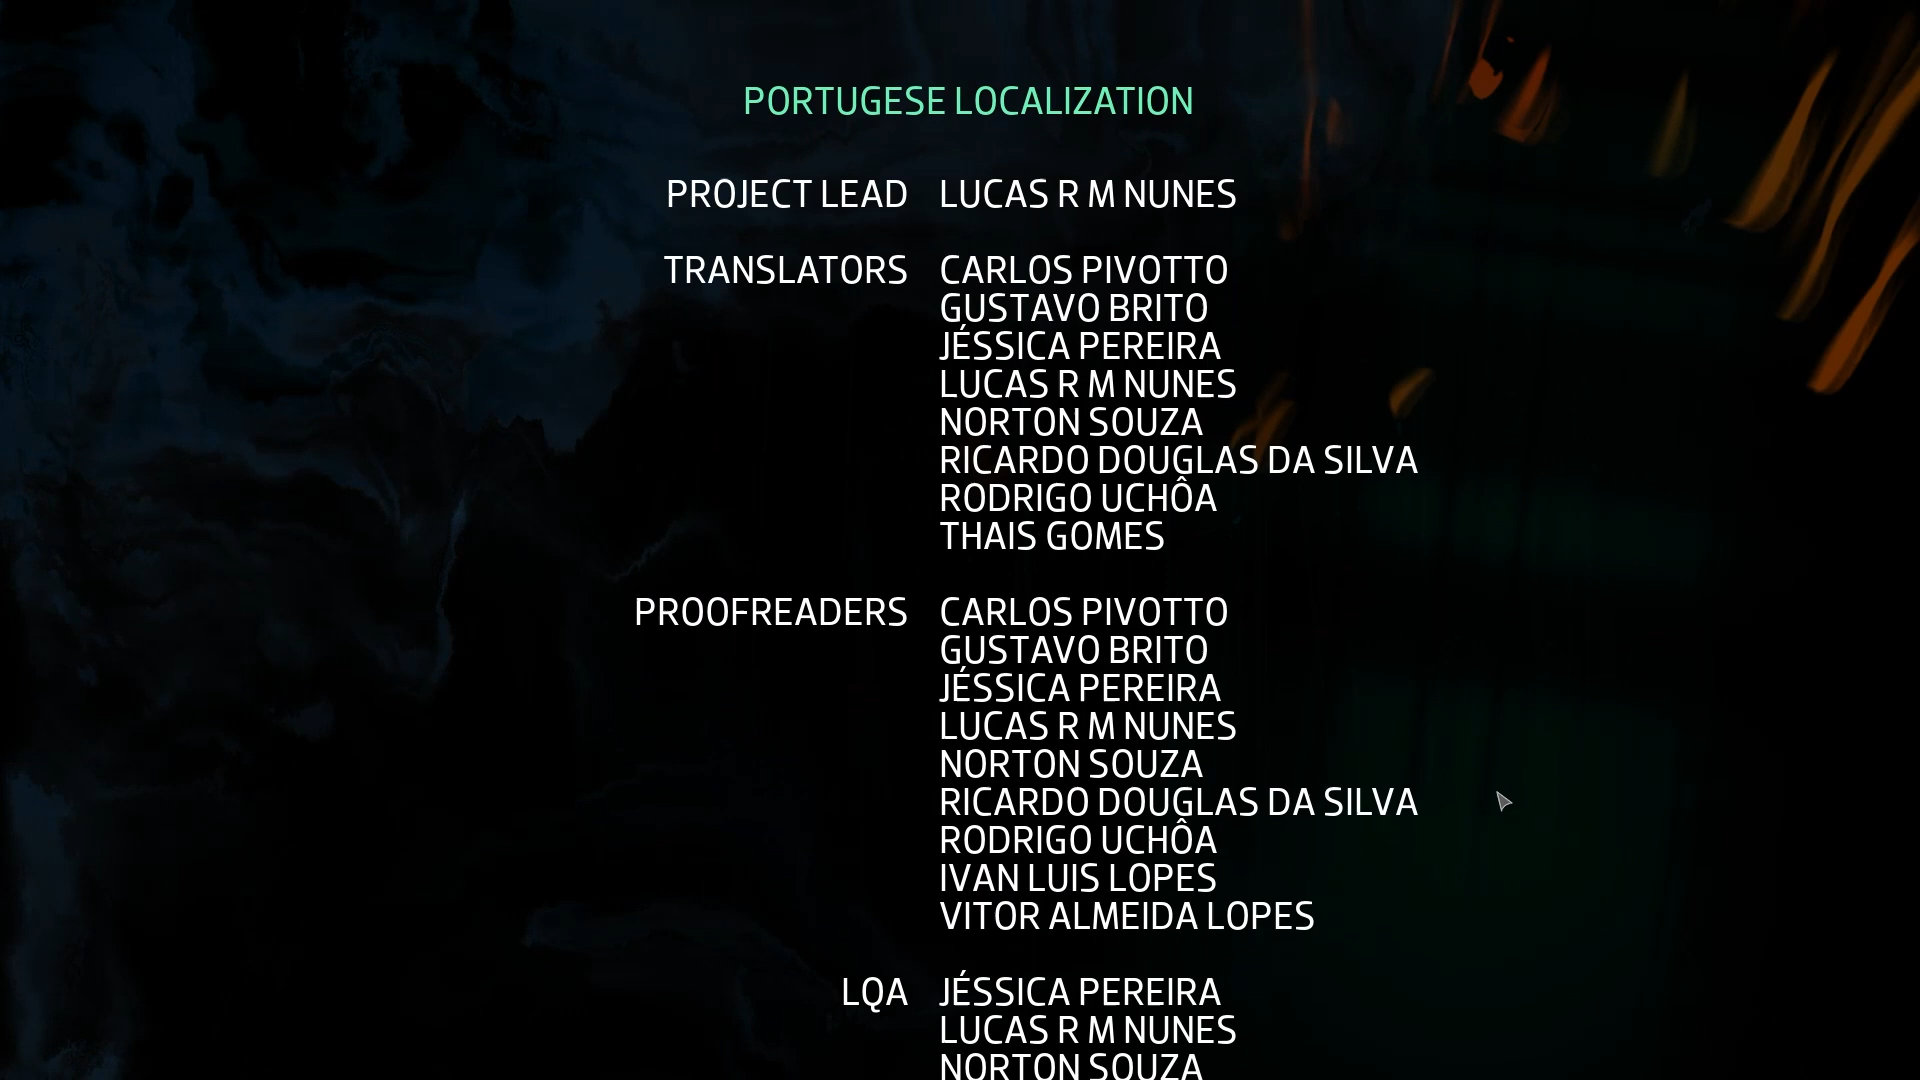 PORTUGESE LOCALIZATION
PROJECT LEAD LUCAS R M NUNES
TRANSLATORS CARLOS PIVOTTO
GUSTAVO BRITO
JÉSSICA PEREIRA
LUCAS R M NUNES
NORTON SOUZA
RICARDO DOUGLAS DA SILVA
RODRIGO UCHÔA
THAIS GOMES
PROOFREADERS CARLOS PIVOTTO
GUSTAVO BRITO
JÉSSICA PEREIRA
LUCAS R M NUNES
NORTON SOUZA
RICARDO DOUGLAS DA SILVA
RODRIGO UCHÔA
IVAN LUIS LOPES
VITOR ALMEIDA LOPES
LQA JÉSSICA PEREIRA
LUCAS R M NUNES
NORTON SOUZA